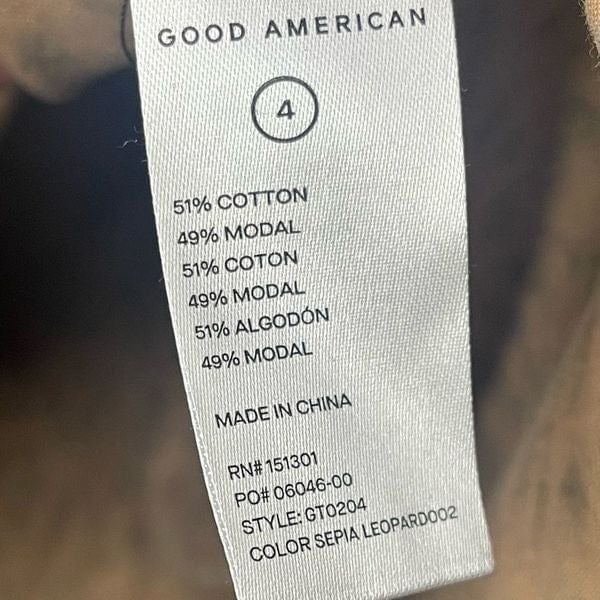 GOOD AMERICAN
4
51% COTTON
49% MODAL
51% COTON
49% MODAL
51% ALGODÓN
49% MODAL
MADE IN CHINA
RN# 151301
PO# 06046-00
STYLE: GT0204
COLOR SEPIA LEOPARD002